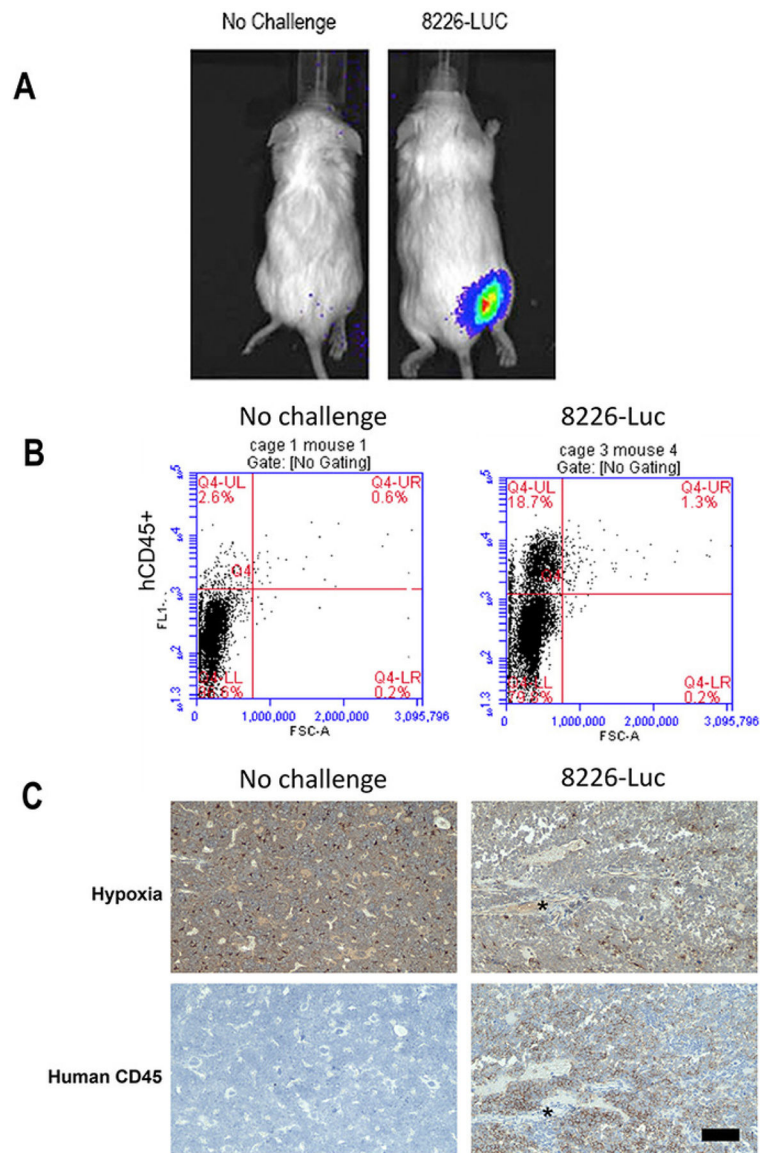 No Challenge
8226-LUC
A
B
No challenge
8226-Luc
cage 1 mouse 1
Gate: [No Gating]
cage 3 mouse 4
Gate: [No Gating]
Q4-UL
2.6%
Q4-UR
0.6%
Q4-UL
18.7%
Q4-UR
1.3%
hCD45+
Q4
Q4
Q4-LR
0.2%
Q4-LR
0.2%
0
1,000,000
2,000,000
3,095,796
FSC-A
0
1,000,000
2,000,000
3,095,796
FSC-A
C
No challenge
8226-Luc
Hypoxia
*
Human CD45
*